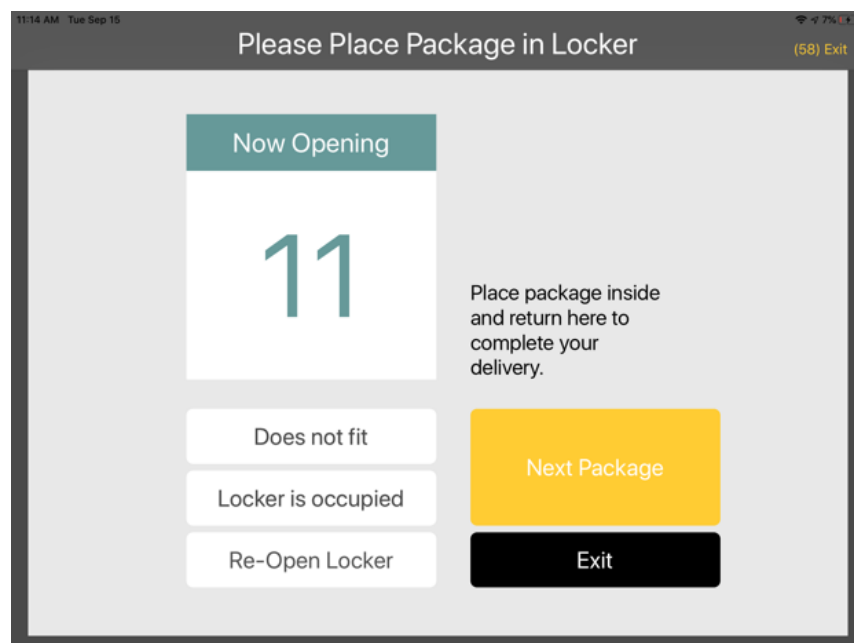 11:14 AM Tue Sep 15
7%
Please Place Package in Locker
(58) Exit
Now Opening
11
Place package inside
and return here to
complete your
delivery.
Does not fit
Locker is occupied
Re-Open Locker
Next Package
Exit